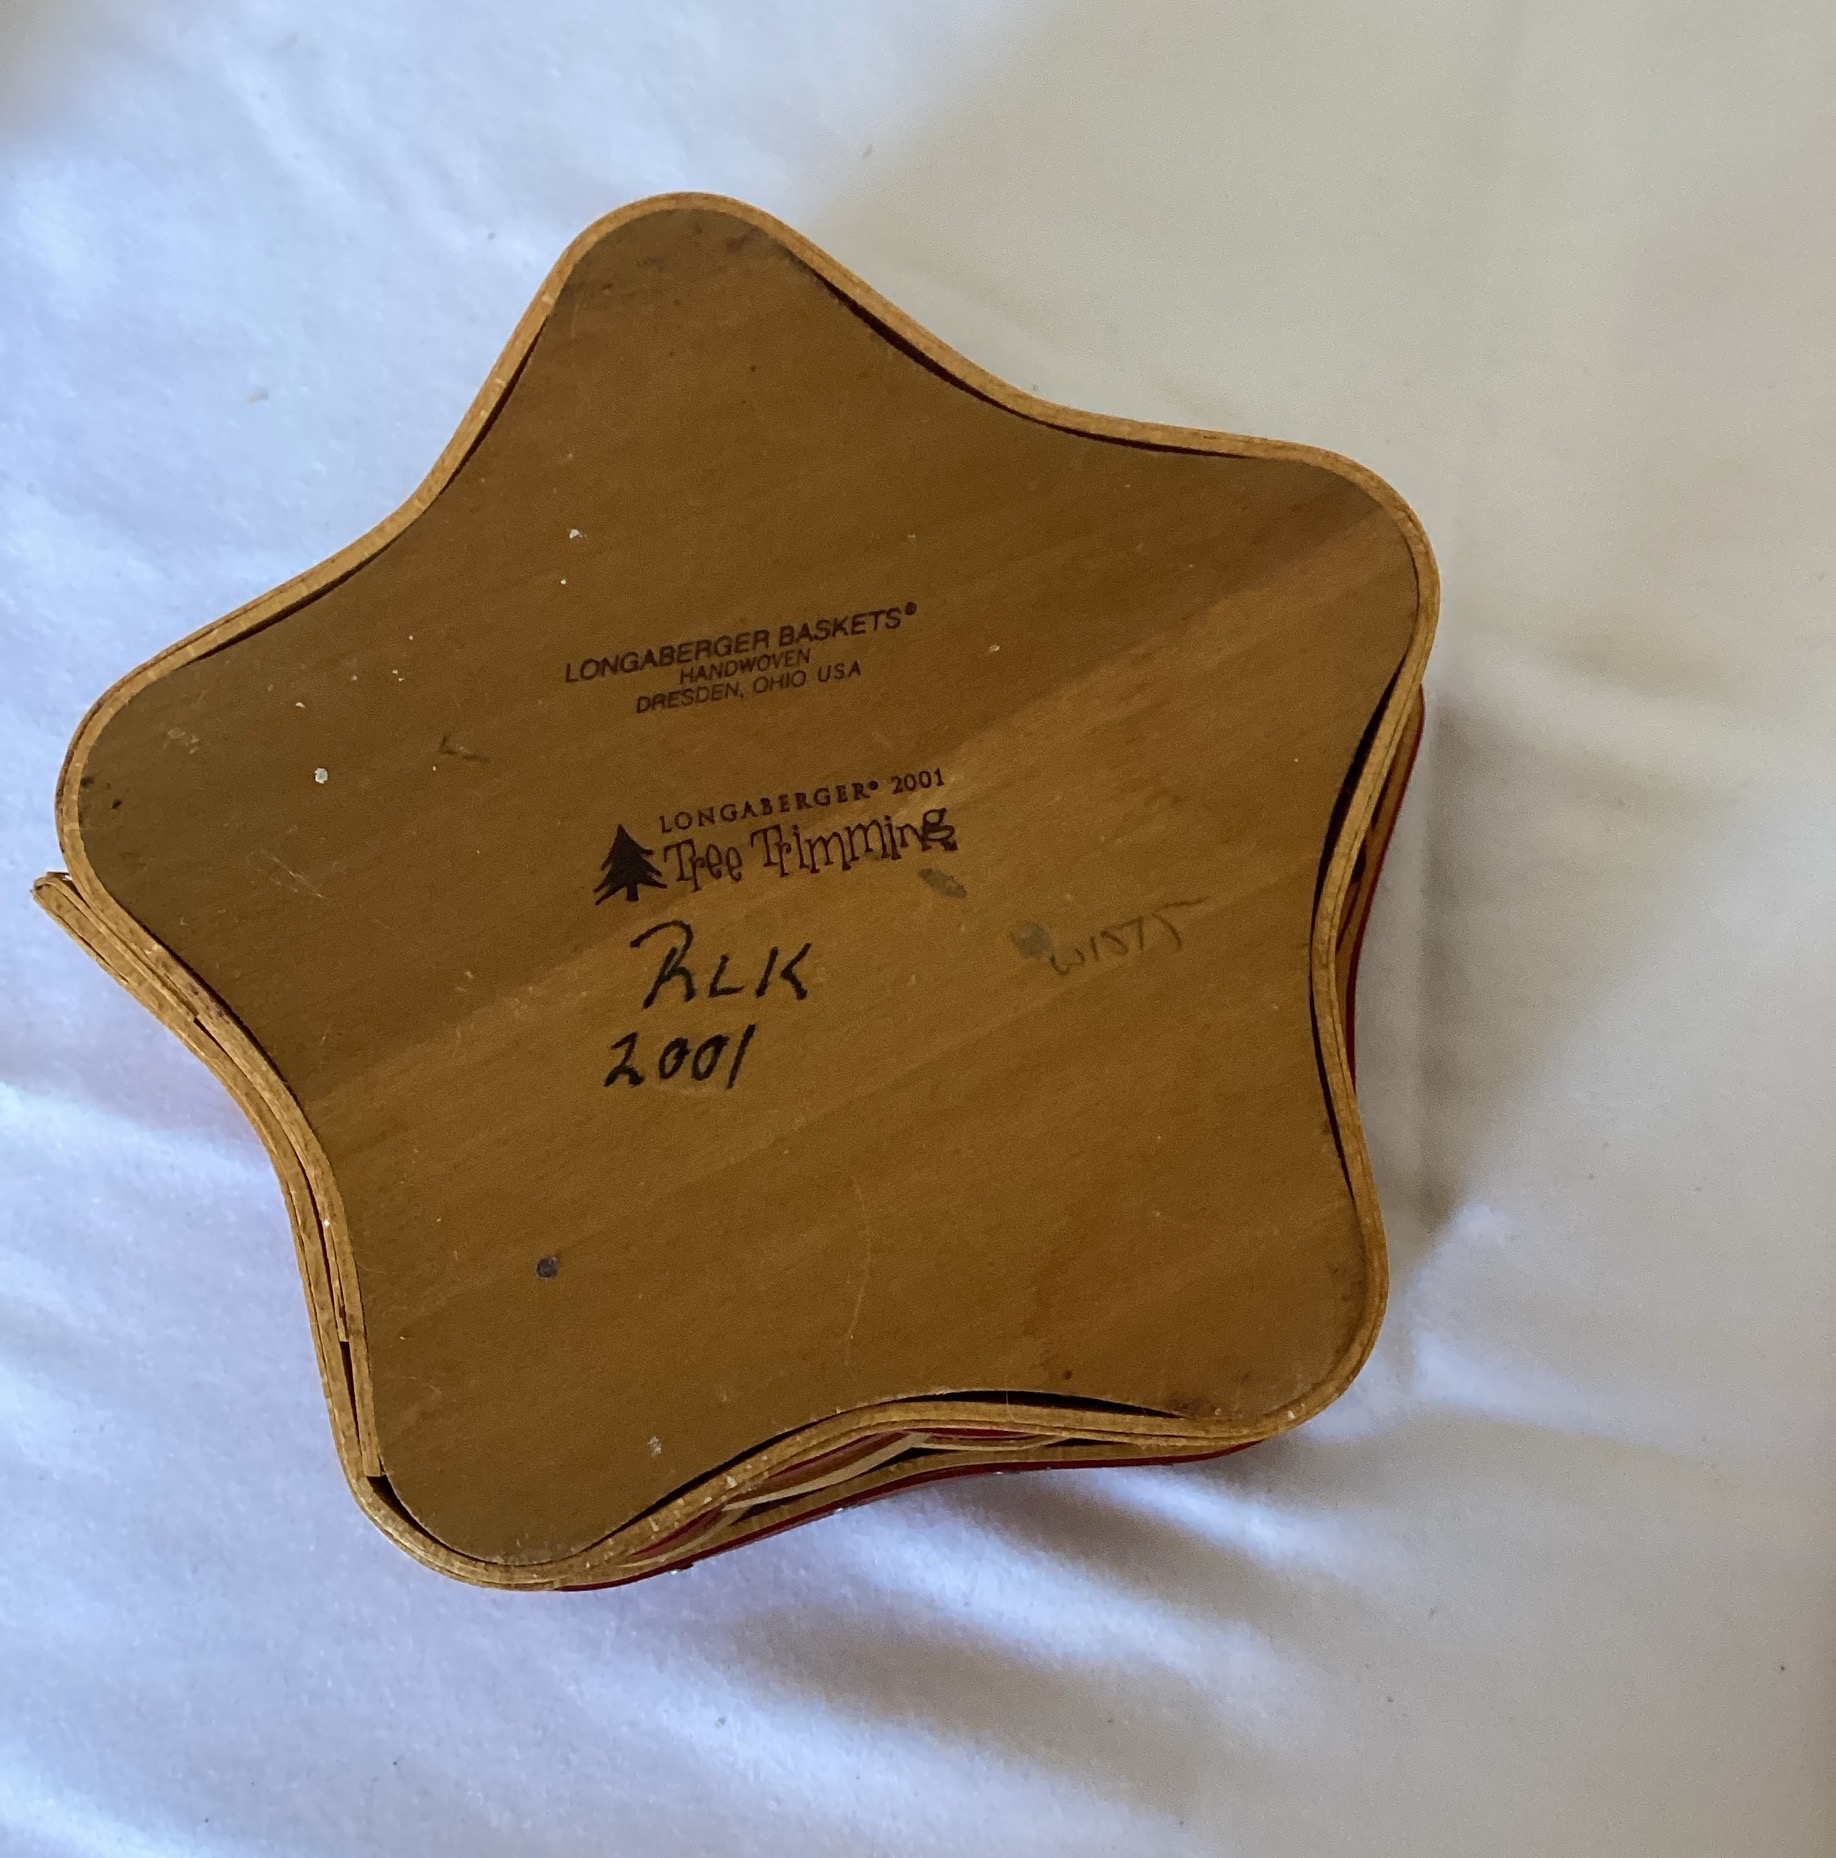 LONGABERGER BASKETS®
HANDWOVEN
DRESDEN, OHIO USA
LONGABERGER® 2001
Tree Trimming
RLK
2001